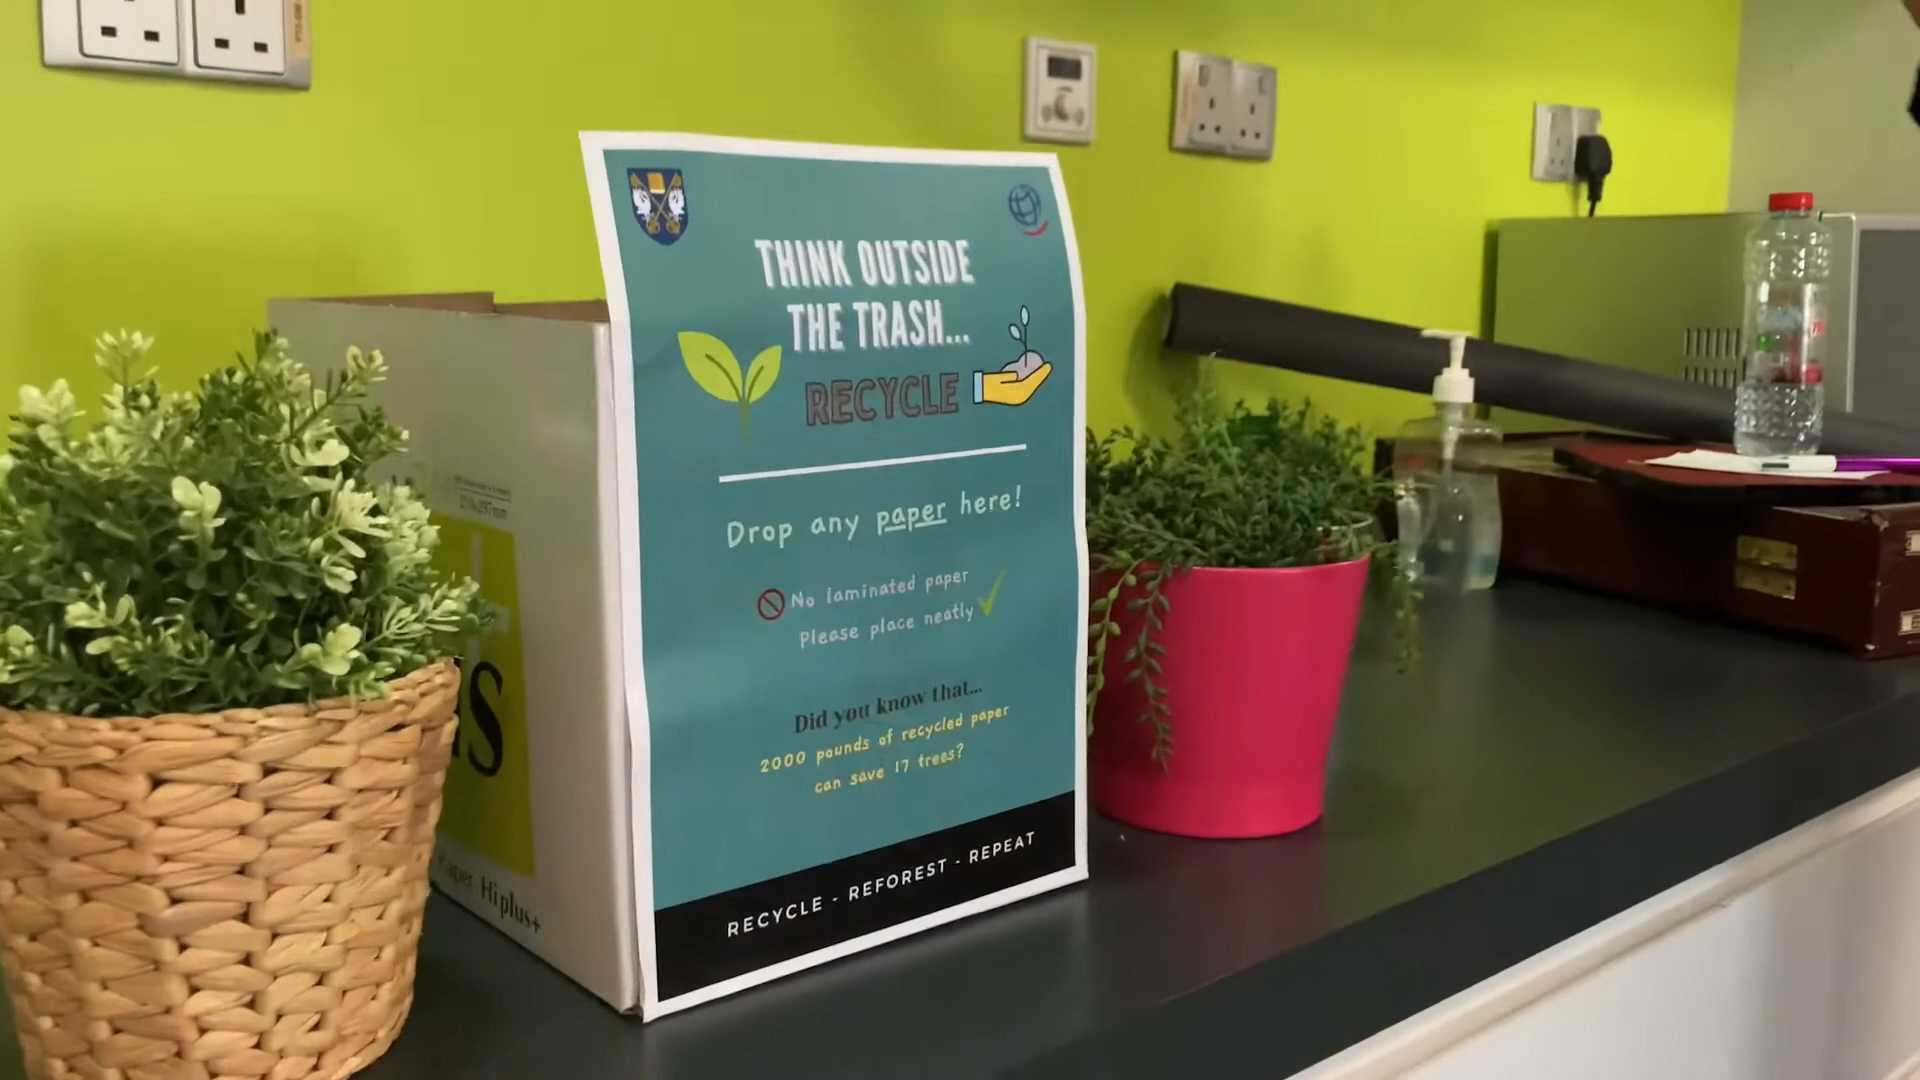 THINK OUTSIDE
THE TRASH...
RECYCLE
Drop any paper here!
No laminated paper
Please place neatly
Did you know that...
2000 pounds of recycled paper
can save 17 trees?
RECYCLE - REFOREST - REPEAT
210x297mm
Paper Hiplus+